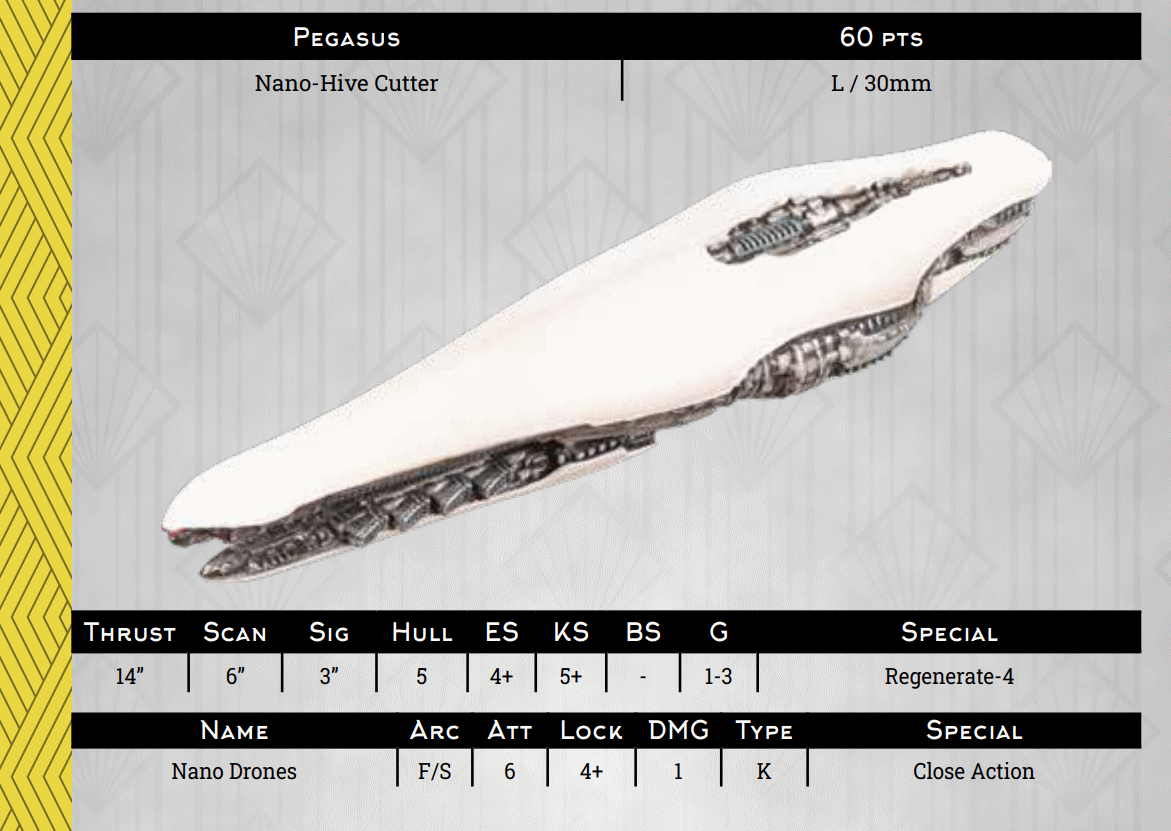 Pegasus 60 pts
Nano-Hive Cutter L / 30mm
Thrust Scan Sig Hull ES KS BS G Special
14” 6” 3” 5 4+ 5+ - 1-3 Regenerate-4
Name Arc Att Lock DMG Type Special
Nano Drones F/S 6 4+ 1 K Close Action